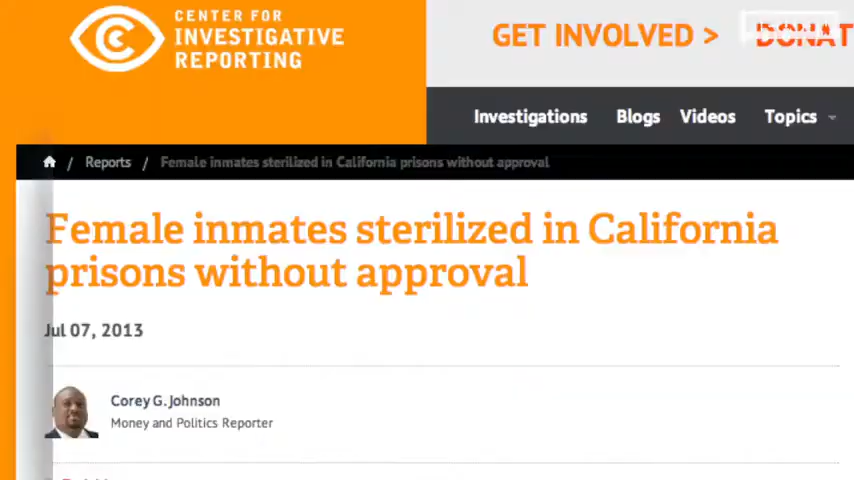 CENTER FOR
INVESTIGATIVE
REPORTING
GET INVOLVED >
Investigations Blogs Videos Topics
/ Reports / Female inmates sterilized in California prisons without approval
Female inmates sterilized in California
prisons without approval
Jul 07, 2013
Corey G. Johnson
Money and Politics Reporter